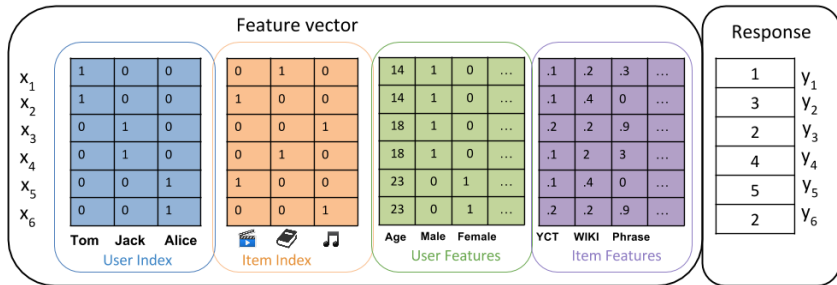 Feature vector
Response
x1 1 0 0 0 1 0 14 1 0 ... .1 .2 .3 ... 1 y1
x2 1 0 0 1 0 0 14 1 0 ... .1 .4 0 ... 3 y2
x3 0 1 0 0 0 1 18 1 0 ... .2 .2 .9 ... 2 y3
x4 0 1 0 0 1 0 18 1 0 ... .1 2 3 ... 4 y4
x5 0 0 1 1 0 0 23 0 1 ... .1 .4 0 ... 5 y5
x6 0 0 1 0 0 1 23 0 1 ... .2 .2 .9 ... 2 y6
Tom Jack Alice Age Male Female YCT WIKI Phrase
User Index Item Index User Features Item Features